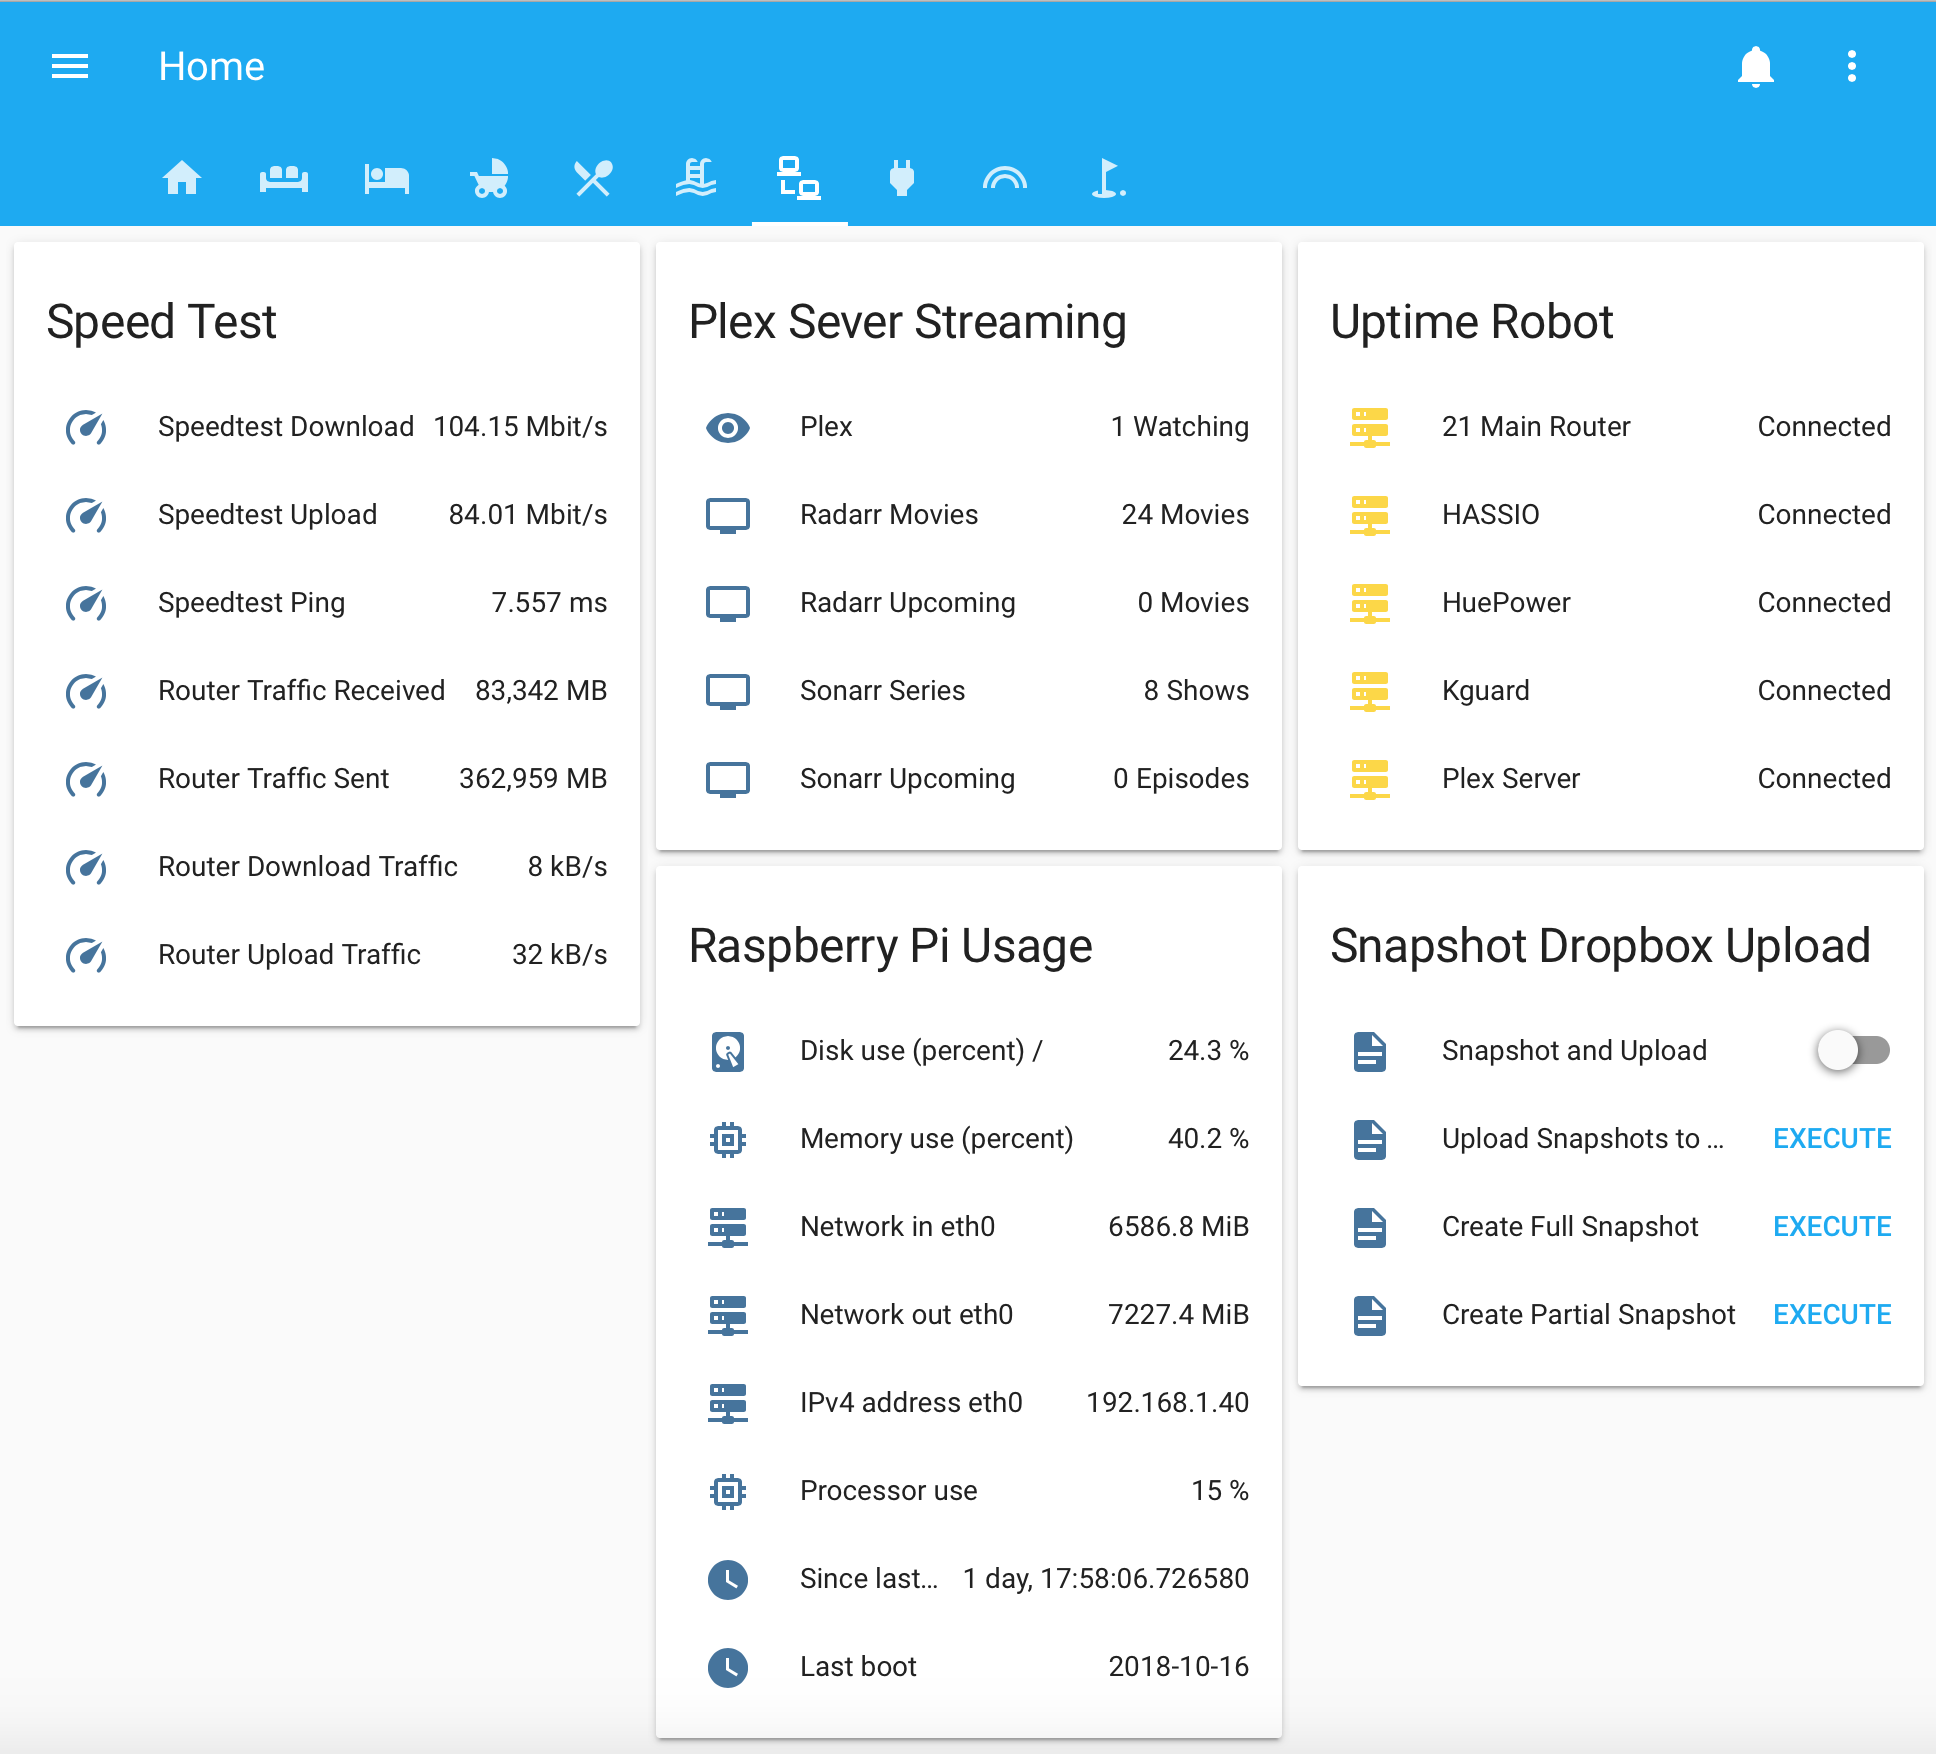 Home
Speed Test
Speedtest Download 104.15 Mbit/s
Speedtest Upload 84.01 Mbit/s
Speedtest Ping 7.557 ms
Router Traffic Received 83,342 MB
Router Traffic Sent 362,959 MB
Router Download Traffic 8 kB/s
Router Upload Traffic 32 kB/s
Plex Sever Streaming
Plex 1 Watching
Radarr Movies 24 Movies
Radarr Upcoming 0 Movies
Sonarr Series 8 Shows
Sonarr Upcoming 0 Episodes
Raspberry Pi Usage
Disk use (percent) / 24.3 %
Memory use (percent) 40.2 %
Network in eth0 6586.8 MiB
Network out eth0 7227.4 MiB
IPv4 address eth0 192.168.1.40
Processor use 15 %
Since last... 1 day, 17:58:06.726580
Last boot 2018-10-16
Uptime Robot
21 Main Router Connected
HASSIO Connected
HuePower Connected
Kguard Connected
Plex Server Connected
Snapshot Dropbox Upload
Snapshot and Upload
Upload Snapshots to ... EXECUTE
Create Full Snapshot EXECUTE
Create Partial Snapshot EXECUTE